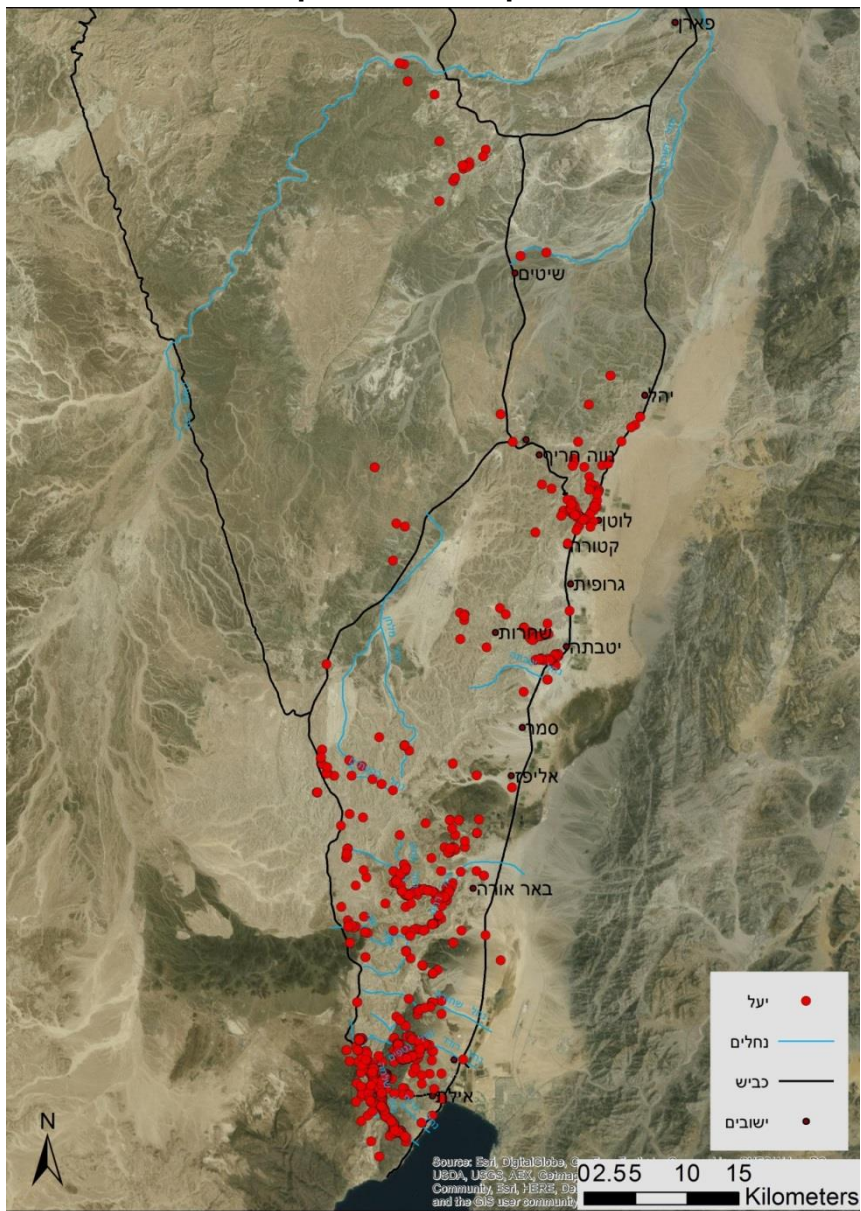 פארן
שיטים
יהל
נווה חריף
לוטן
קטורה
גרופית
שחרות
יטבתה
סמר
אליפז
באר אורה
אילת
יעל
נחלים
כביש
ישובים
N
Source: Esri, DigitalGlobe,
USDA, USGS, AEX, Getmap
Community, Esri, HERE, De
and the GIS user community
0 2.5 5 10 15
Kilometers